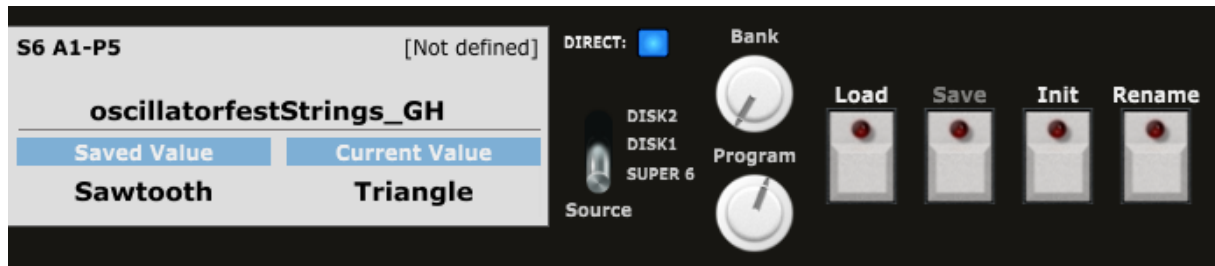 S6 A1-P5 [Not defined]
oscillatorfestStrings_GH
Saved Value Current Value
Sawtooth Triangle
DIRECT:
DISK2
DISK1
SUPER 6
Source
Bank
Program
Load Save Init Rename